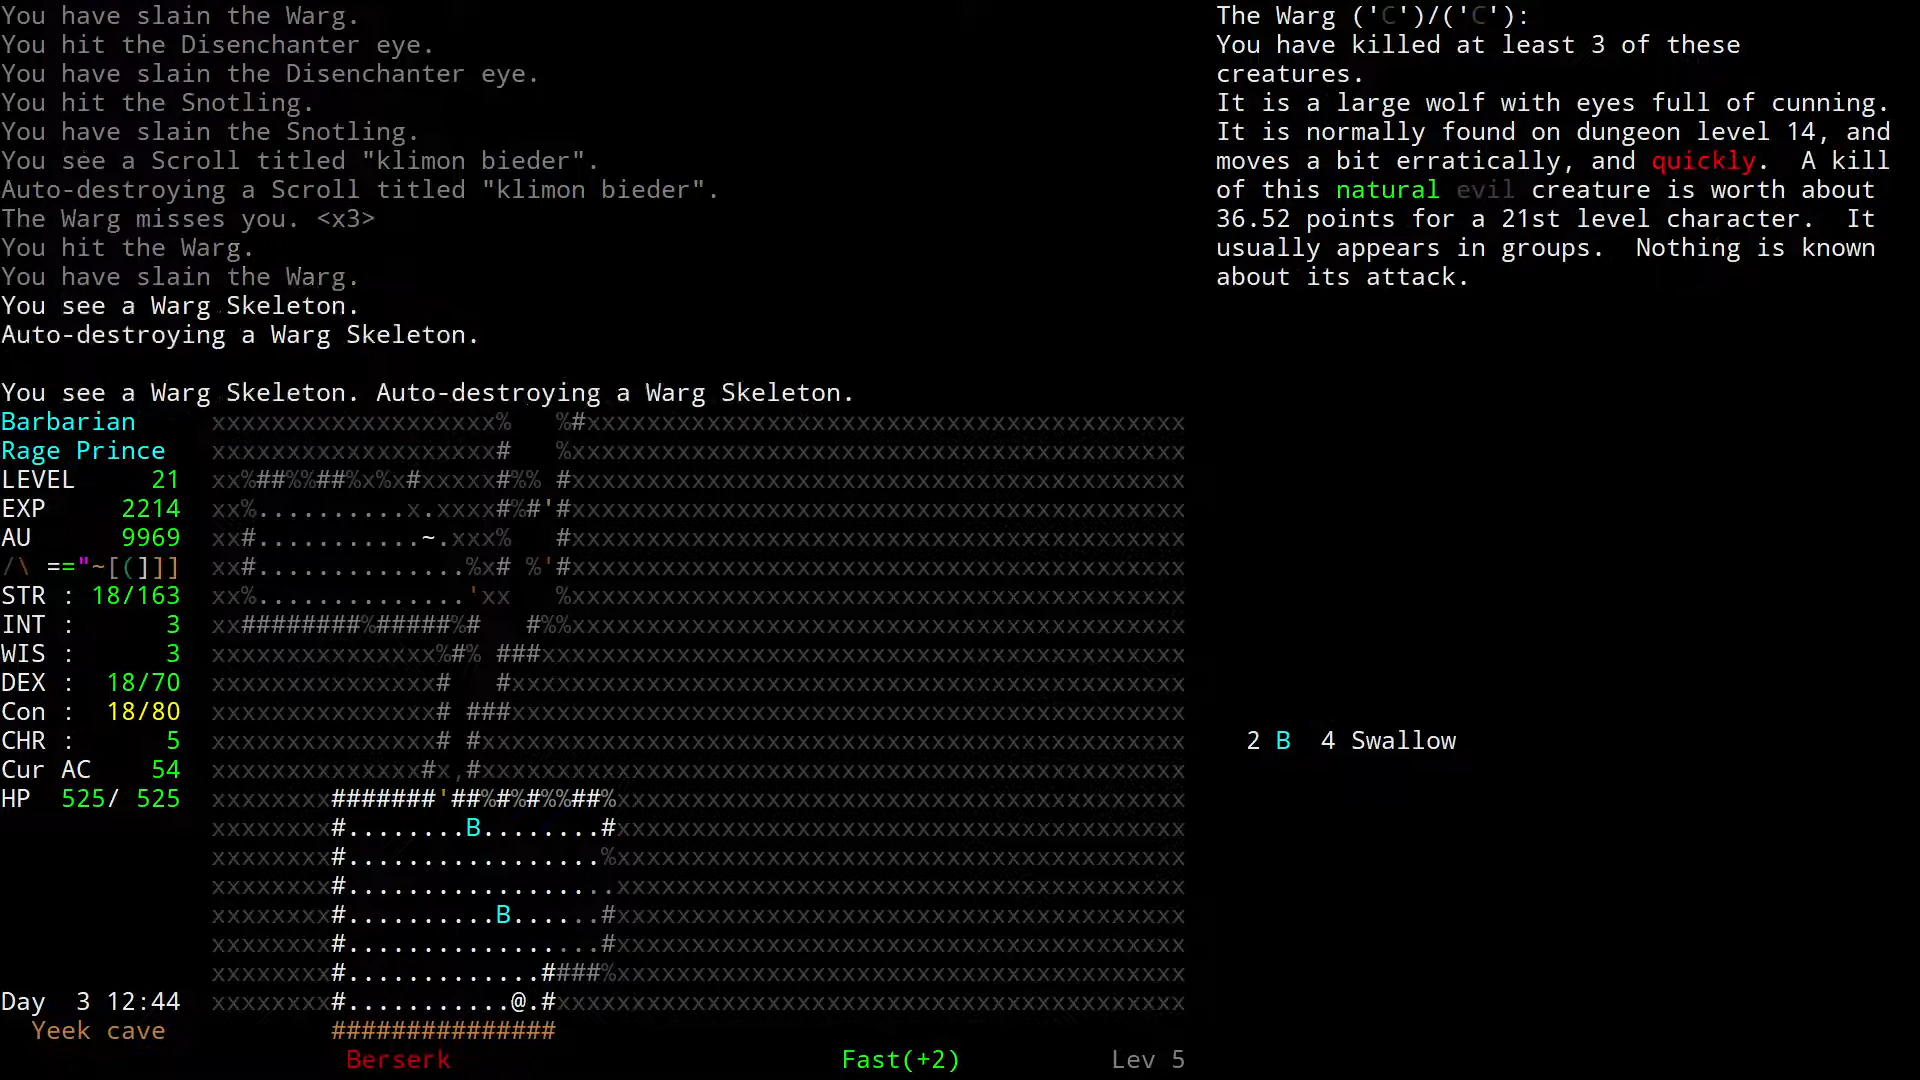 You have slain the Warg.
You hit the Disenchanter eye.
You have slain the Disenchanter eye.
You hit the Snotling.
You have slain the Snotling.
You see a Scroll titled "klimon bieder".
Auto-destroying a Scroll titled "klimon bieder".
The Warg misses you. <x3>
You hit the Warg.
You have slain the Warg.
You see a Warg Skeleton.
Auto-destroying a Warg Skeleton.
You see a Warg Skeleton. Auto-destroying a Warg Skeleton.
The Warg ('C')/('C'):
You have killed at least 3 of these
creatures.
It is a large wolf with eyes full of cunning.
It is normally found on dungeon level 14, and
moves a bit erratically, and quickly. A kill
of this natural evil creature is worth about
36.52 points for a 21st level character. It
usually appears in groups. Nothing is known
about its attack.
Barbarian
Rage Prince
LEVEL 21
EXP 2214
AU 9969
/\ =="~[(]]]
STR : 18/163
INT : 3
WIS : 3
DEX : 18/70
Con : 18/80
CHR : 5
Cur AC 54
HP 525/ 525
2 B 4 Swallow
Day 3 12:44
Yeek cave
Berserk Fast(+2) Lev 5